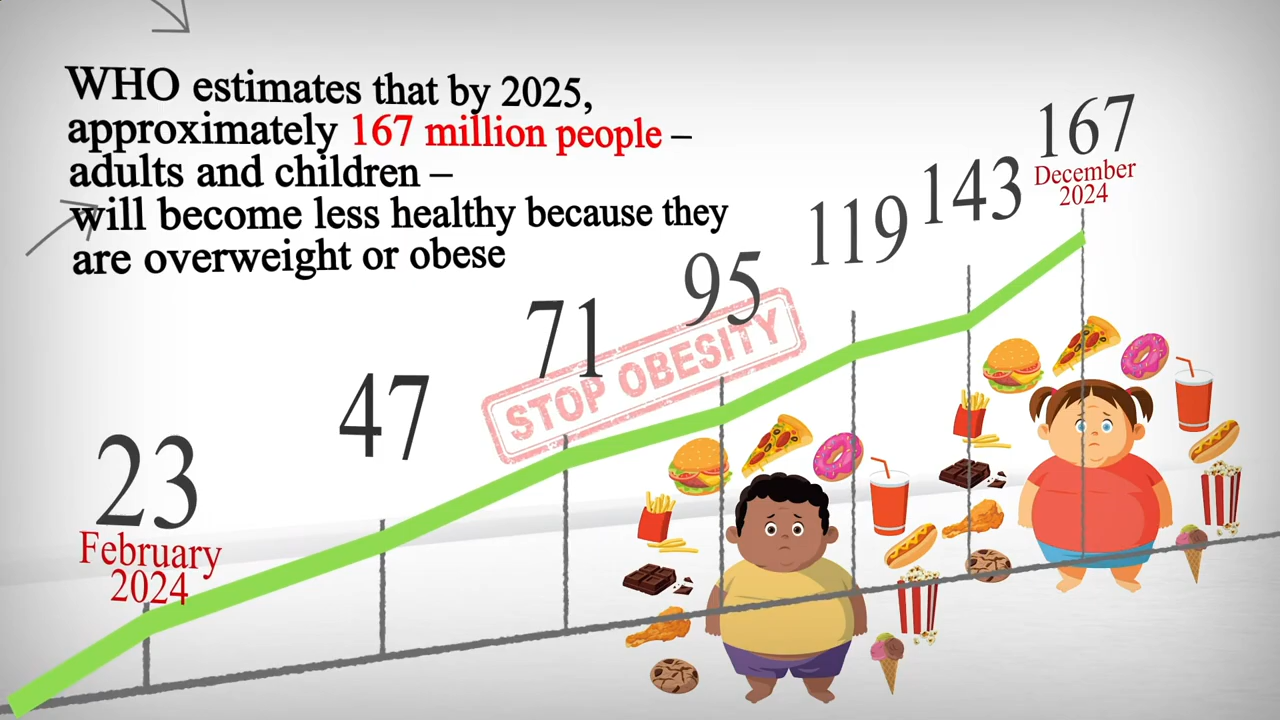 WHO estimates that by 2025,
approximately 167 million people –
adults and children –
will become less healthy because they
are overweight or obese
23
February
2024
47
71
95
119
143
167
December
2024
STOP OBESITY